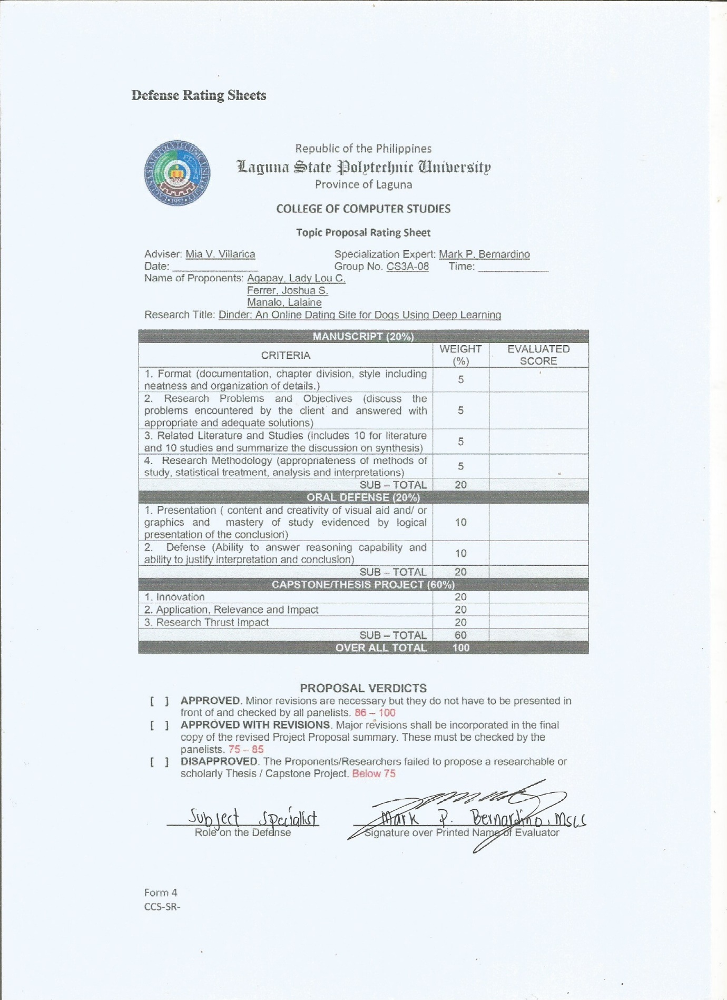 Defense Rating Sheets
LAGUNA STATE POLYTECHNIC UNIVERSITY
1952
Republic of the Philippines
Laguna State Polytechnic University
Province of Laguna
COLLEGE OF COMPUTER STUDIES
Topic Proposal Rating Sheet
Adviser: Mia V. Villarica Specialization Expert: Mark P. Bernardino
Date: _______________ Group No. CS3A-08 Time: ____________
Name of Proponents: Agapay, Lady Lou C.
Ferrer, Joshua S.
Manalo, Lalaine
Research Title: Dinder: An Online Dating Site for Dogs Using Deep Learning
MANUSCRIPT (20%)
CRITERIA WEIGHT (%) EVALUATED SCORE
1. Format (documentation, chapter division, style including
neatness and organization of details.) 5
2. Research Problems and Objectives (discuss the
problems encountered by the client and answered with 5
appropriate and adequate solutions)
3. Related Literature and Studies (includes 10 for literature
and 10 studies and summarize the discussion on synthesis) 5
4. Research Methodology (appropriateness of methods of
study, statistical treatment, analysis and interpretations) 5
SUB – TOTAL 20
ORAL DEFENSE (20%)
1. Presentation ( content and creativity of visual aid and/ or
graphics and mastery of study evidenced by logical 10
presentation of the conclusion)
2. Defense (Ability to answer reasoning capability and
ability to justify interpretation and conclusion) 10
SUB – TOTAL 20
CAPSTONE/THESIS PROJECT (60%)
1. Innovation 20
2. Application, Relevance and Impact 20
3. Research Thrust Impact 20
SUB – TOTAL 60
OVER ALL TOTAL 100
PROPOSAL VERDICTS
[ ] APPROVED. Minor revisions are necessary but they do not have to be presented in
front of and checked by all panelists. 86 – 100
[ ] APPROVED WITH REVISIONS. Major revisions shall be incorporated in the final
copy of the revised Project Proposal summary. These must be checked by the
panelists. 75 – 85
[ ] DISAPPROVED. The Proponents/Researchers failed to propose a researchable or
scholarly Thesis / Capstone Project. Below 75
Subject Specialist Mark P. Bernardino, MSCS
Role on the Defense Signature over Printed Name of Evaluator
Form 4
CCS-SR-